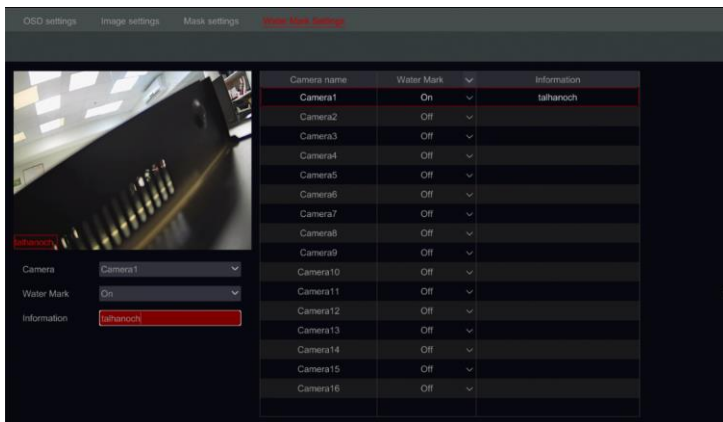 OSD settings Image settings Mask settings Water Mark Settings
talhanoch
Camera Camera1
Water Mark On
Information talhanoch
Camera name Water Mark Information
Camera1 On talhanoch
Camera2 Off
Camera3 Off
Camera4 Off
Camera5 Off
Camera6 Off
Camera7 Off
Camera8 Off
Camera9 Off
Camera10 Off
Camera11 Off
Camera12 Off
Camera13 Off
Camera14 Off
Camera15 Off
Camera16 Off